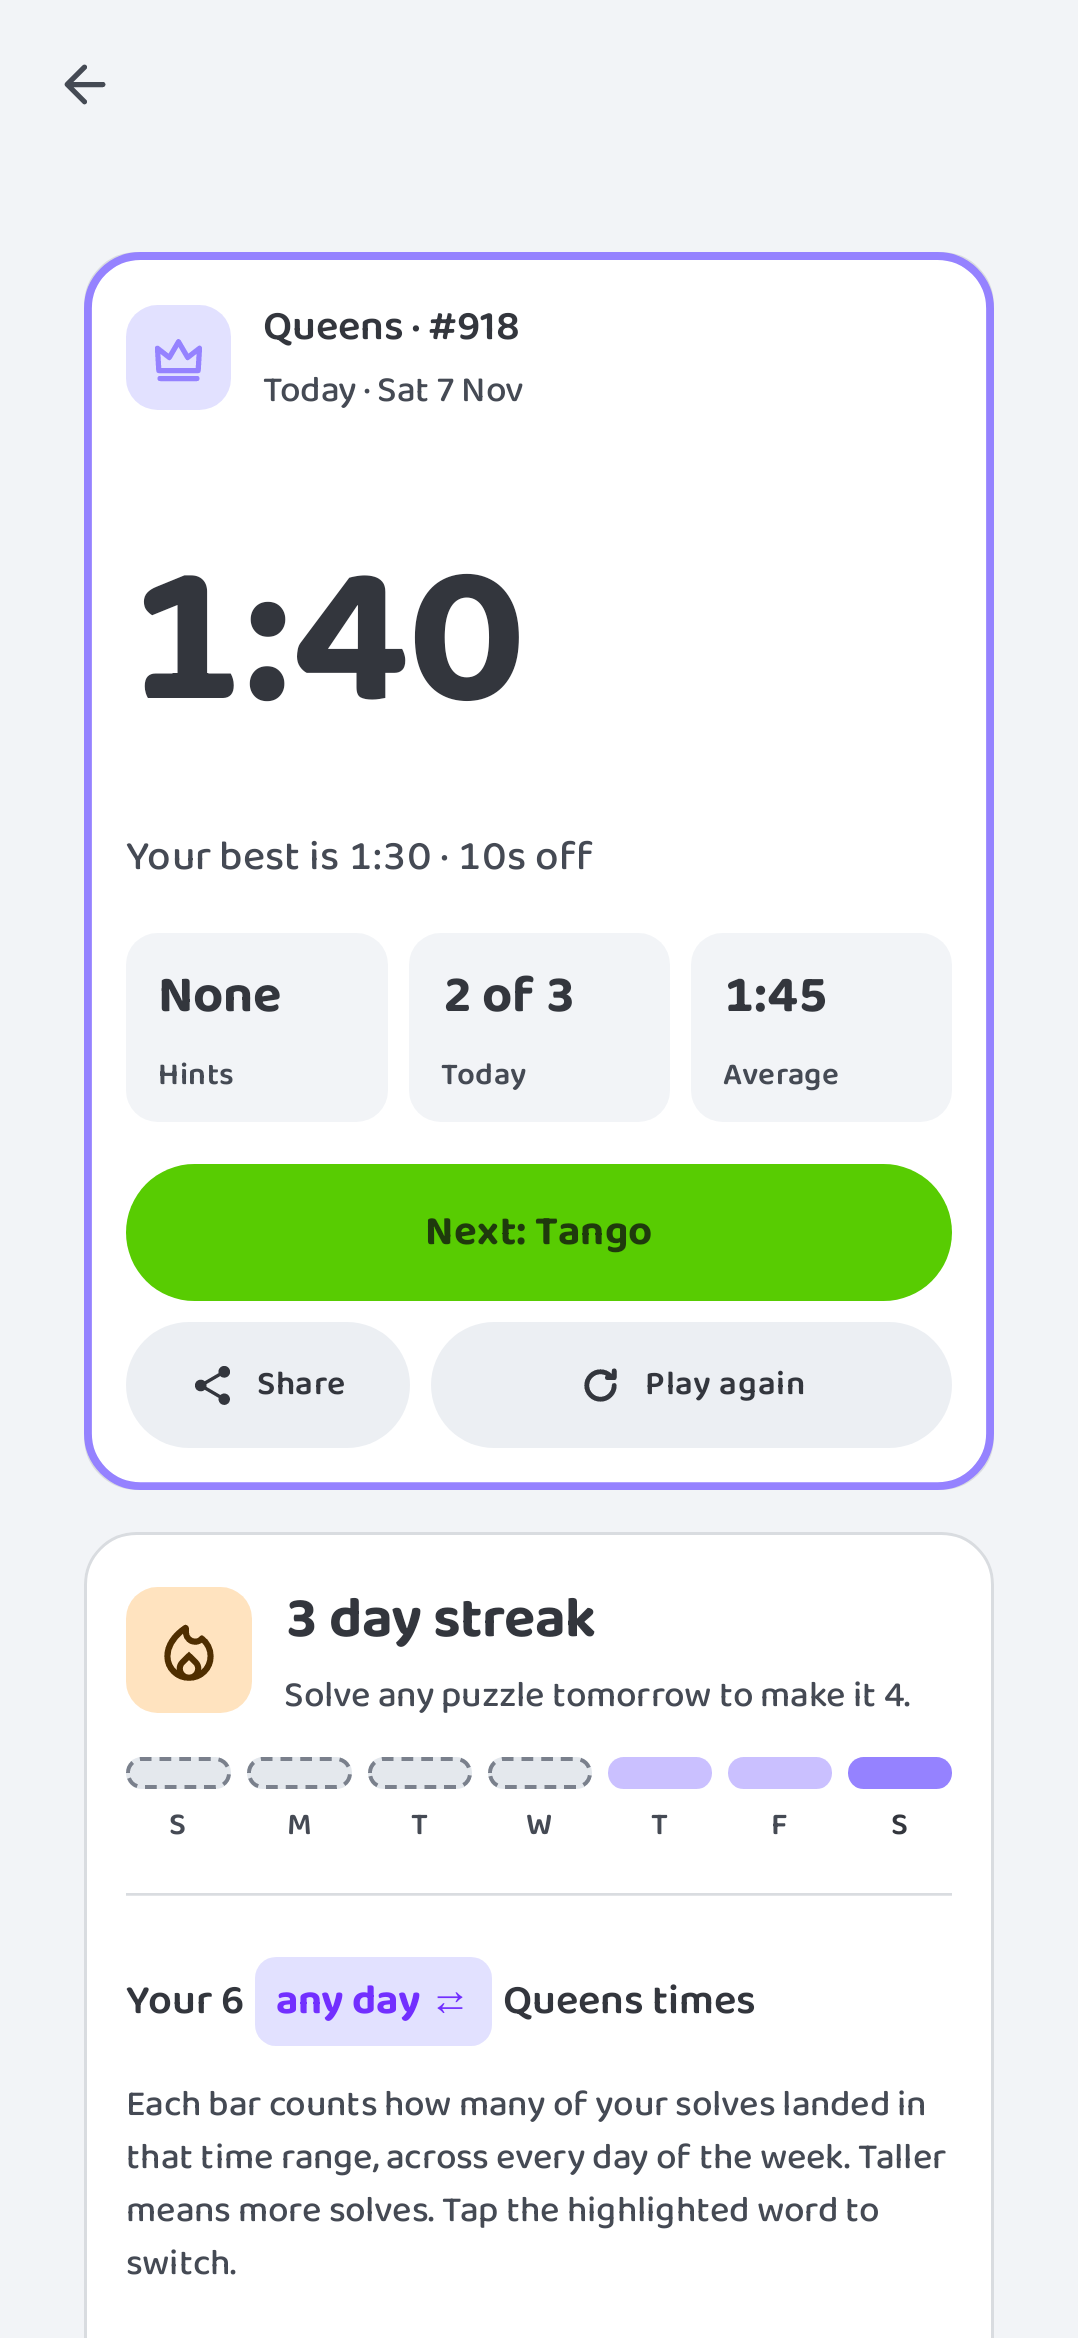 Queens · #918
Today · Sat 7 Nov
1:40
Your best is 1:30 · 10s off
None
Hints
2 of 3
Today
1:45
Average
Next: Tango
Share
Play again
3 day streak
Solve any puzzle tomorrow to make it 4.
S M T W T F S
Your 6 any day ⇄ Queens times
Each bar counts how many of your solves landed in
that time range, across every day of the week. Taller
means more solves. Tap the highlighted word to
switch.